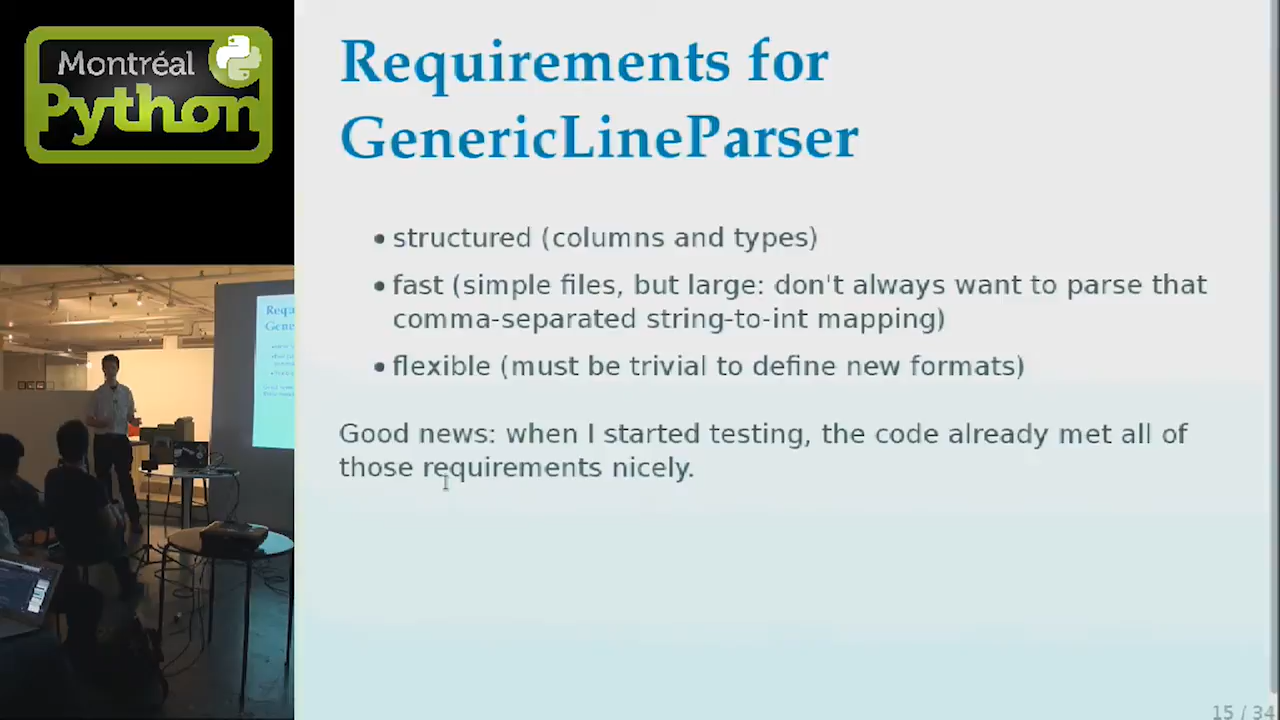 Montréal
Python
Requirements for
GenericLineParser
• structured (columns and types)
• fast (simple files, but large: don't always want to parse that
comma-separated string-to-int mapping)
• flexible (must be trivial to define new formats)
Good news: when I started testing, the code already met all of
those requirements nicely.
15 / 34